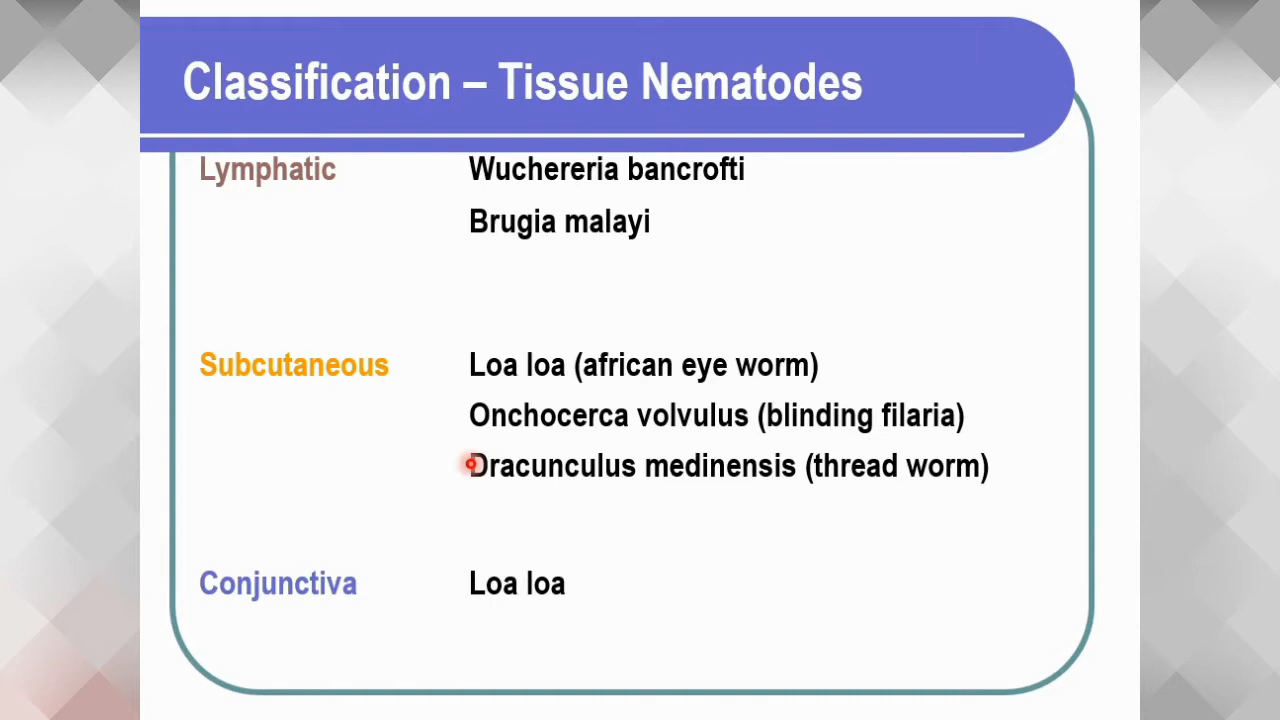 Classification – Tissue Nematodes
Lymphatic Wuchereria bancrofti
Brugia malayi
Subcutaneous Loa loa (african eye worm)
Onchocerca volvulus (blinding filaria)
Dracunculus medinensis (thread worm)
Conjunctiva Loa loa